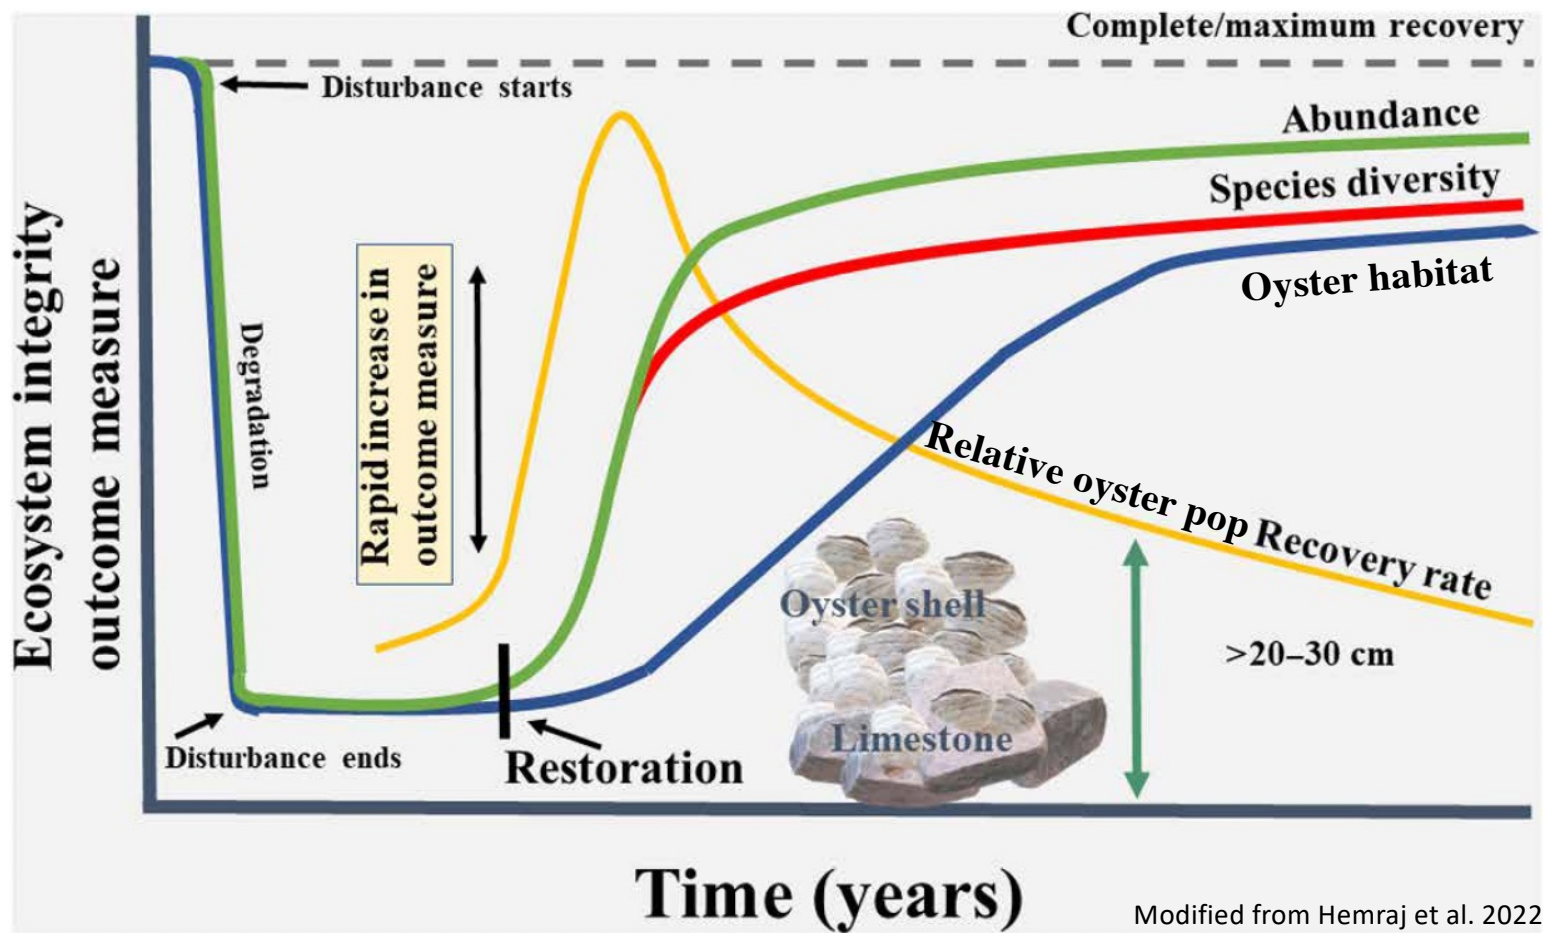 Complete/maximum recovery
Disturbance starts
Abundance
Species diversity
Oyster habitat
Ecosystem integrity
outcome measure
Degradation
Rapid increase in
outcome measure
Relative oyster pop Recovery rate
Oyster shell
>20–30 cm
Limestone
Disturbance ends
Restoration
Time (years)
Modified from Hemraj et al. 2022